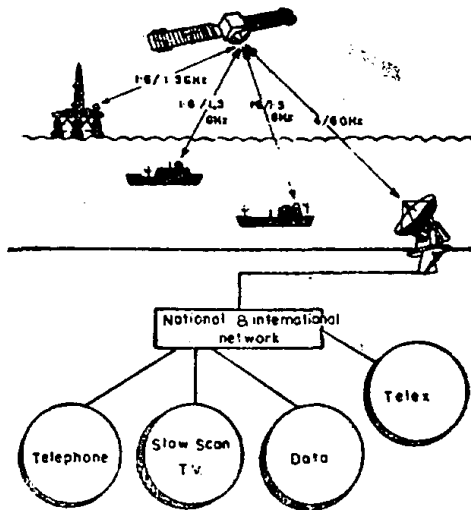 1·6/1·5GHz
1·6/1,5
GHz
1·6/1·5
GHz
4/6GHz
National & international
network
Telex
Telephone
Slow Scan
T.V.
Data